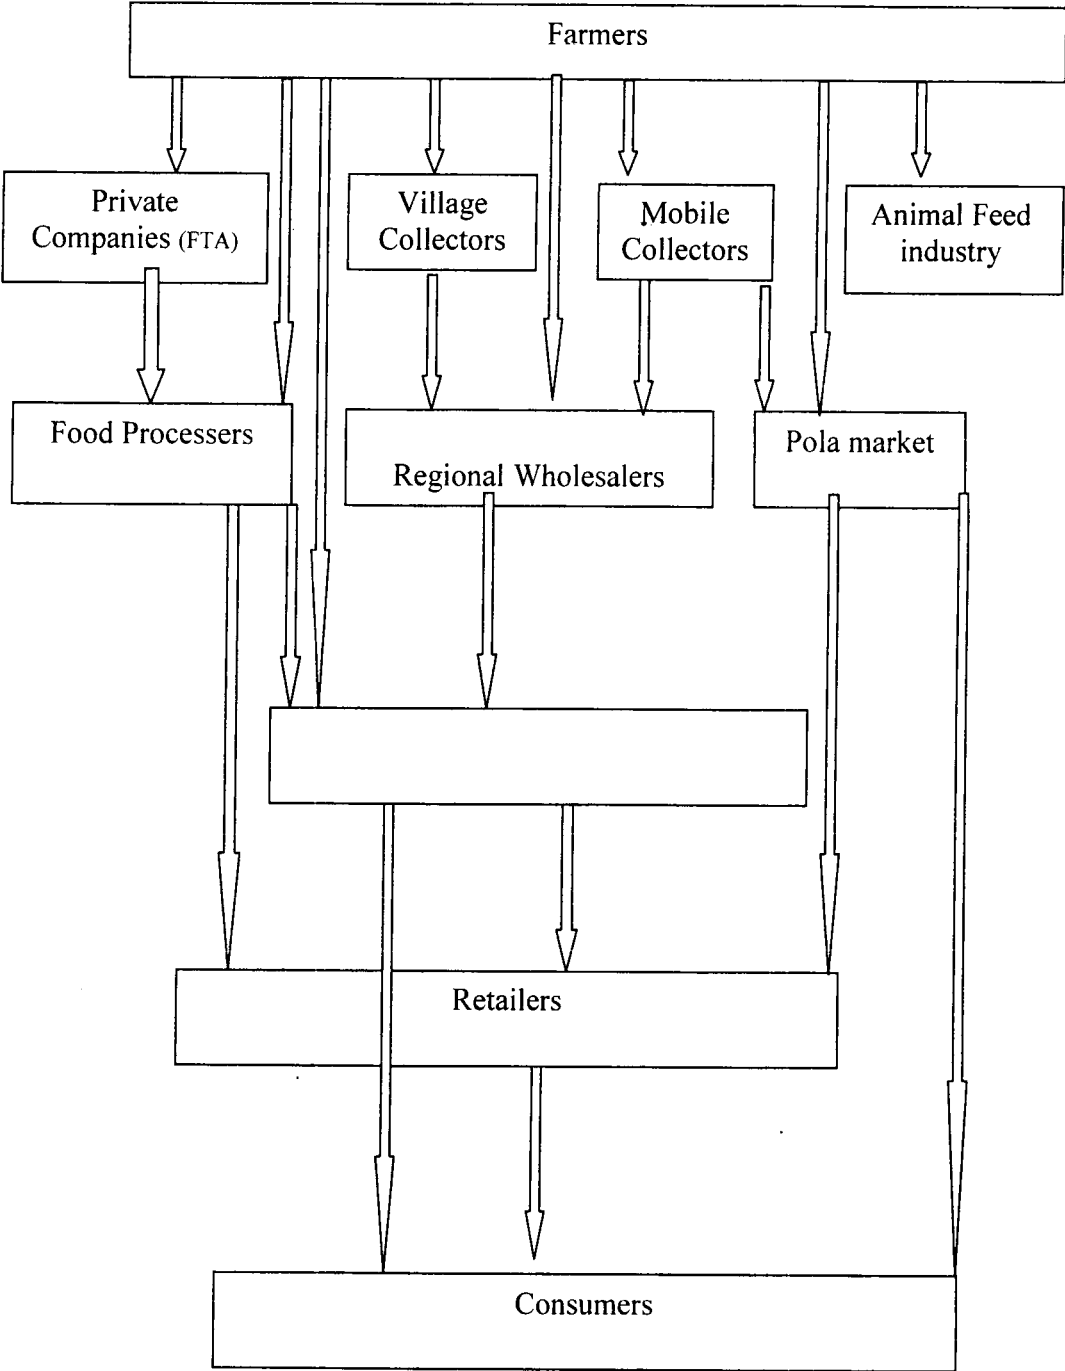 Farmers
Private
Companies (FTA)
Village
Collectors
Mobile
Collectors
Animal Feed
industry
Food Processers
Regional Wholesalers
Pola market
Retailers
Consumers